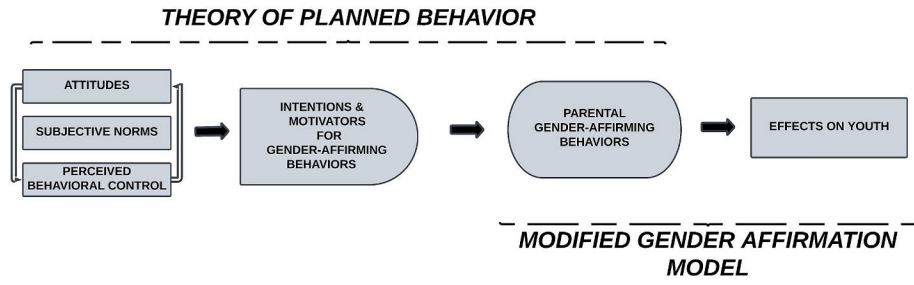 THEORY OF PLANNED BEHAVIOR
ATTITUDES
SUBJECTIVE NORMS
PERCEIVED
BEHAVIORAL CONTROL
INTENTIONS &
MOTIVATORS
FOR
GENDER-AFFIRMING
BEHAVIORS
PARENTAL
GENDER-AFFIRMING
BEHAVIORS
EFFECTS ON YOUTH
MODIFIED GENDER AFFIRMATION
MODEL